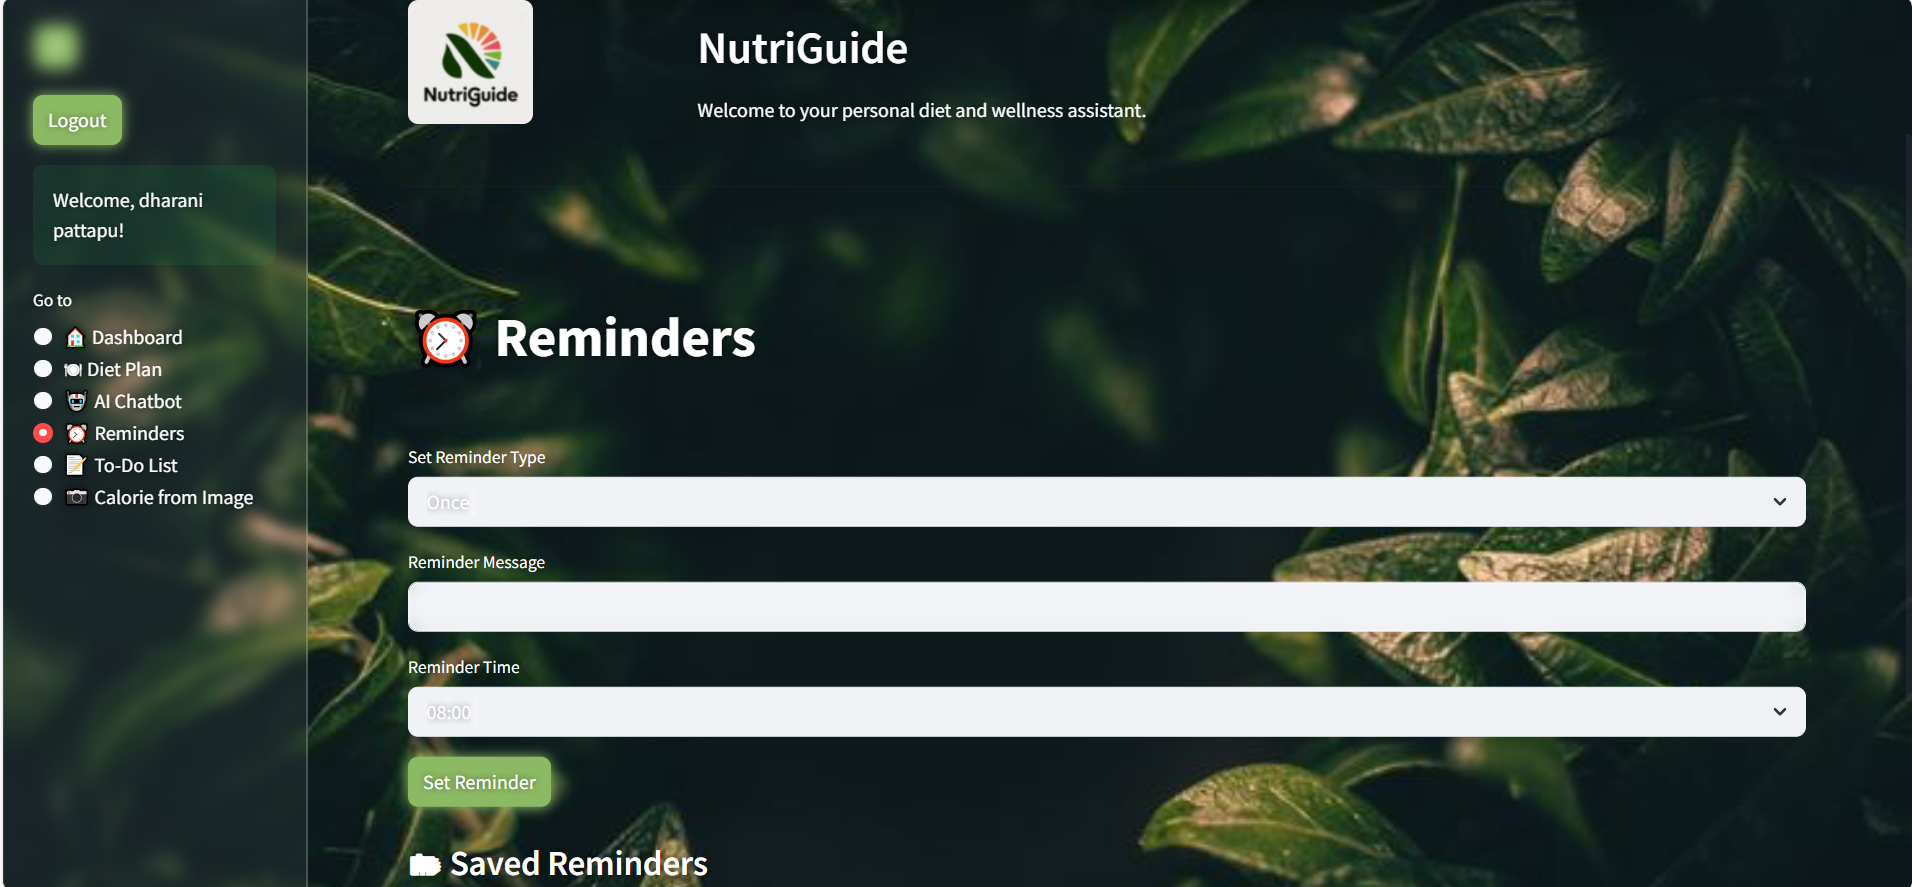 Logout
Welcome, dharani
pattapu!
Go to
Dashboard
Diet Plan
AI Chatbot
Reminders
To-Do List
Calorie from Image
NutriGuide
NutriGuide
Welcome to your personal diet and wellness assistant.
Reminders
Set Reminder Type
Once
Reminder Message
Reminder Time
08:00
Set Reminder
Saved Reminders